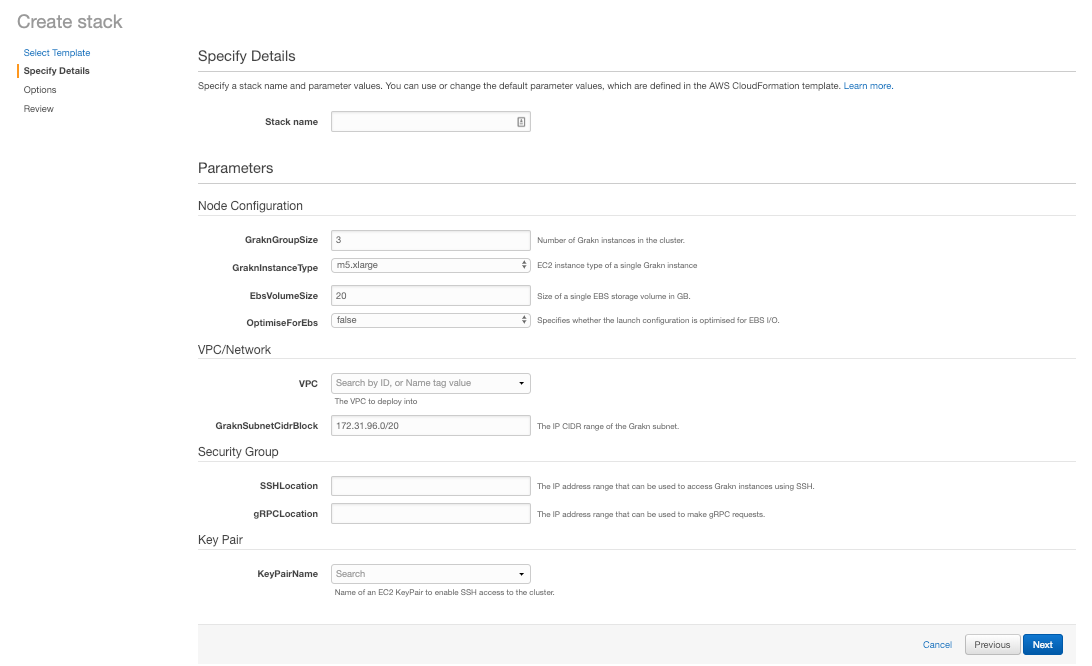 Create stack
Select Template
Specify Details
Options
Review
Specify Details
Specify a stack name and parameter values. You can use or change the default parameter values, which are defined in the AWS CloudFormation template. Learn more.
Stack name
Parameters
Node Configuration
GraknGroupSize 3 Number of Grakn instances in the cluster.
GraknInstanceType m5.xlarge EC2 instance type of a single Grakn instance
EbsVolumeSize 20 Size of a single EBS storage volume in GB.
OptimiseForEbs false Specifies whether the launch configuration is optimised for EBS I/O.
VPC/Network
VPC Search by ID, or Name tag value
The VPC to deploy into
GraknSubnetCidrBlock 172.31.96.0/20 The IP CIDR range of the Grakn subnet.
Security Group
SSHLocation The IP address range that can be used to access Grakn instances using SSH.
gRPCLocation The IP address range that can be used to make gRPC requests.
Key Pair
KeyPairName Search
Name of an EC2 KeyPair to enable SSH access to the cluster.
Cancel Previous Next